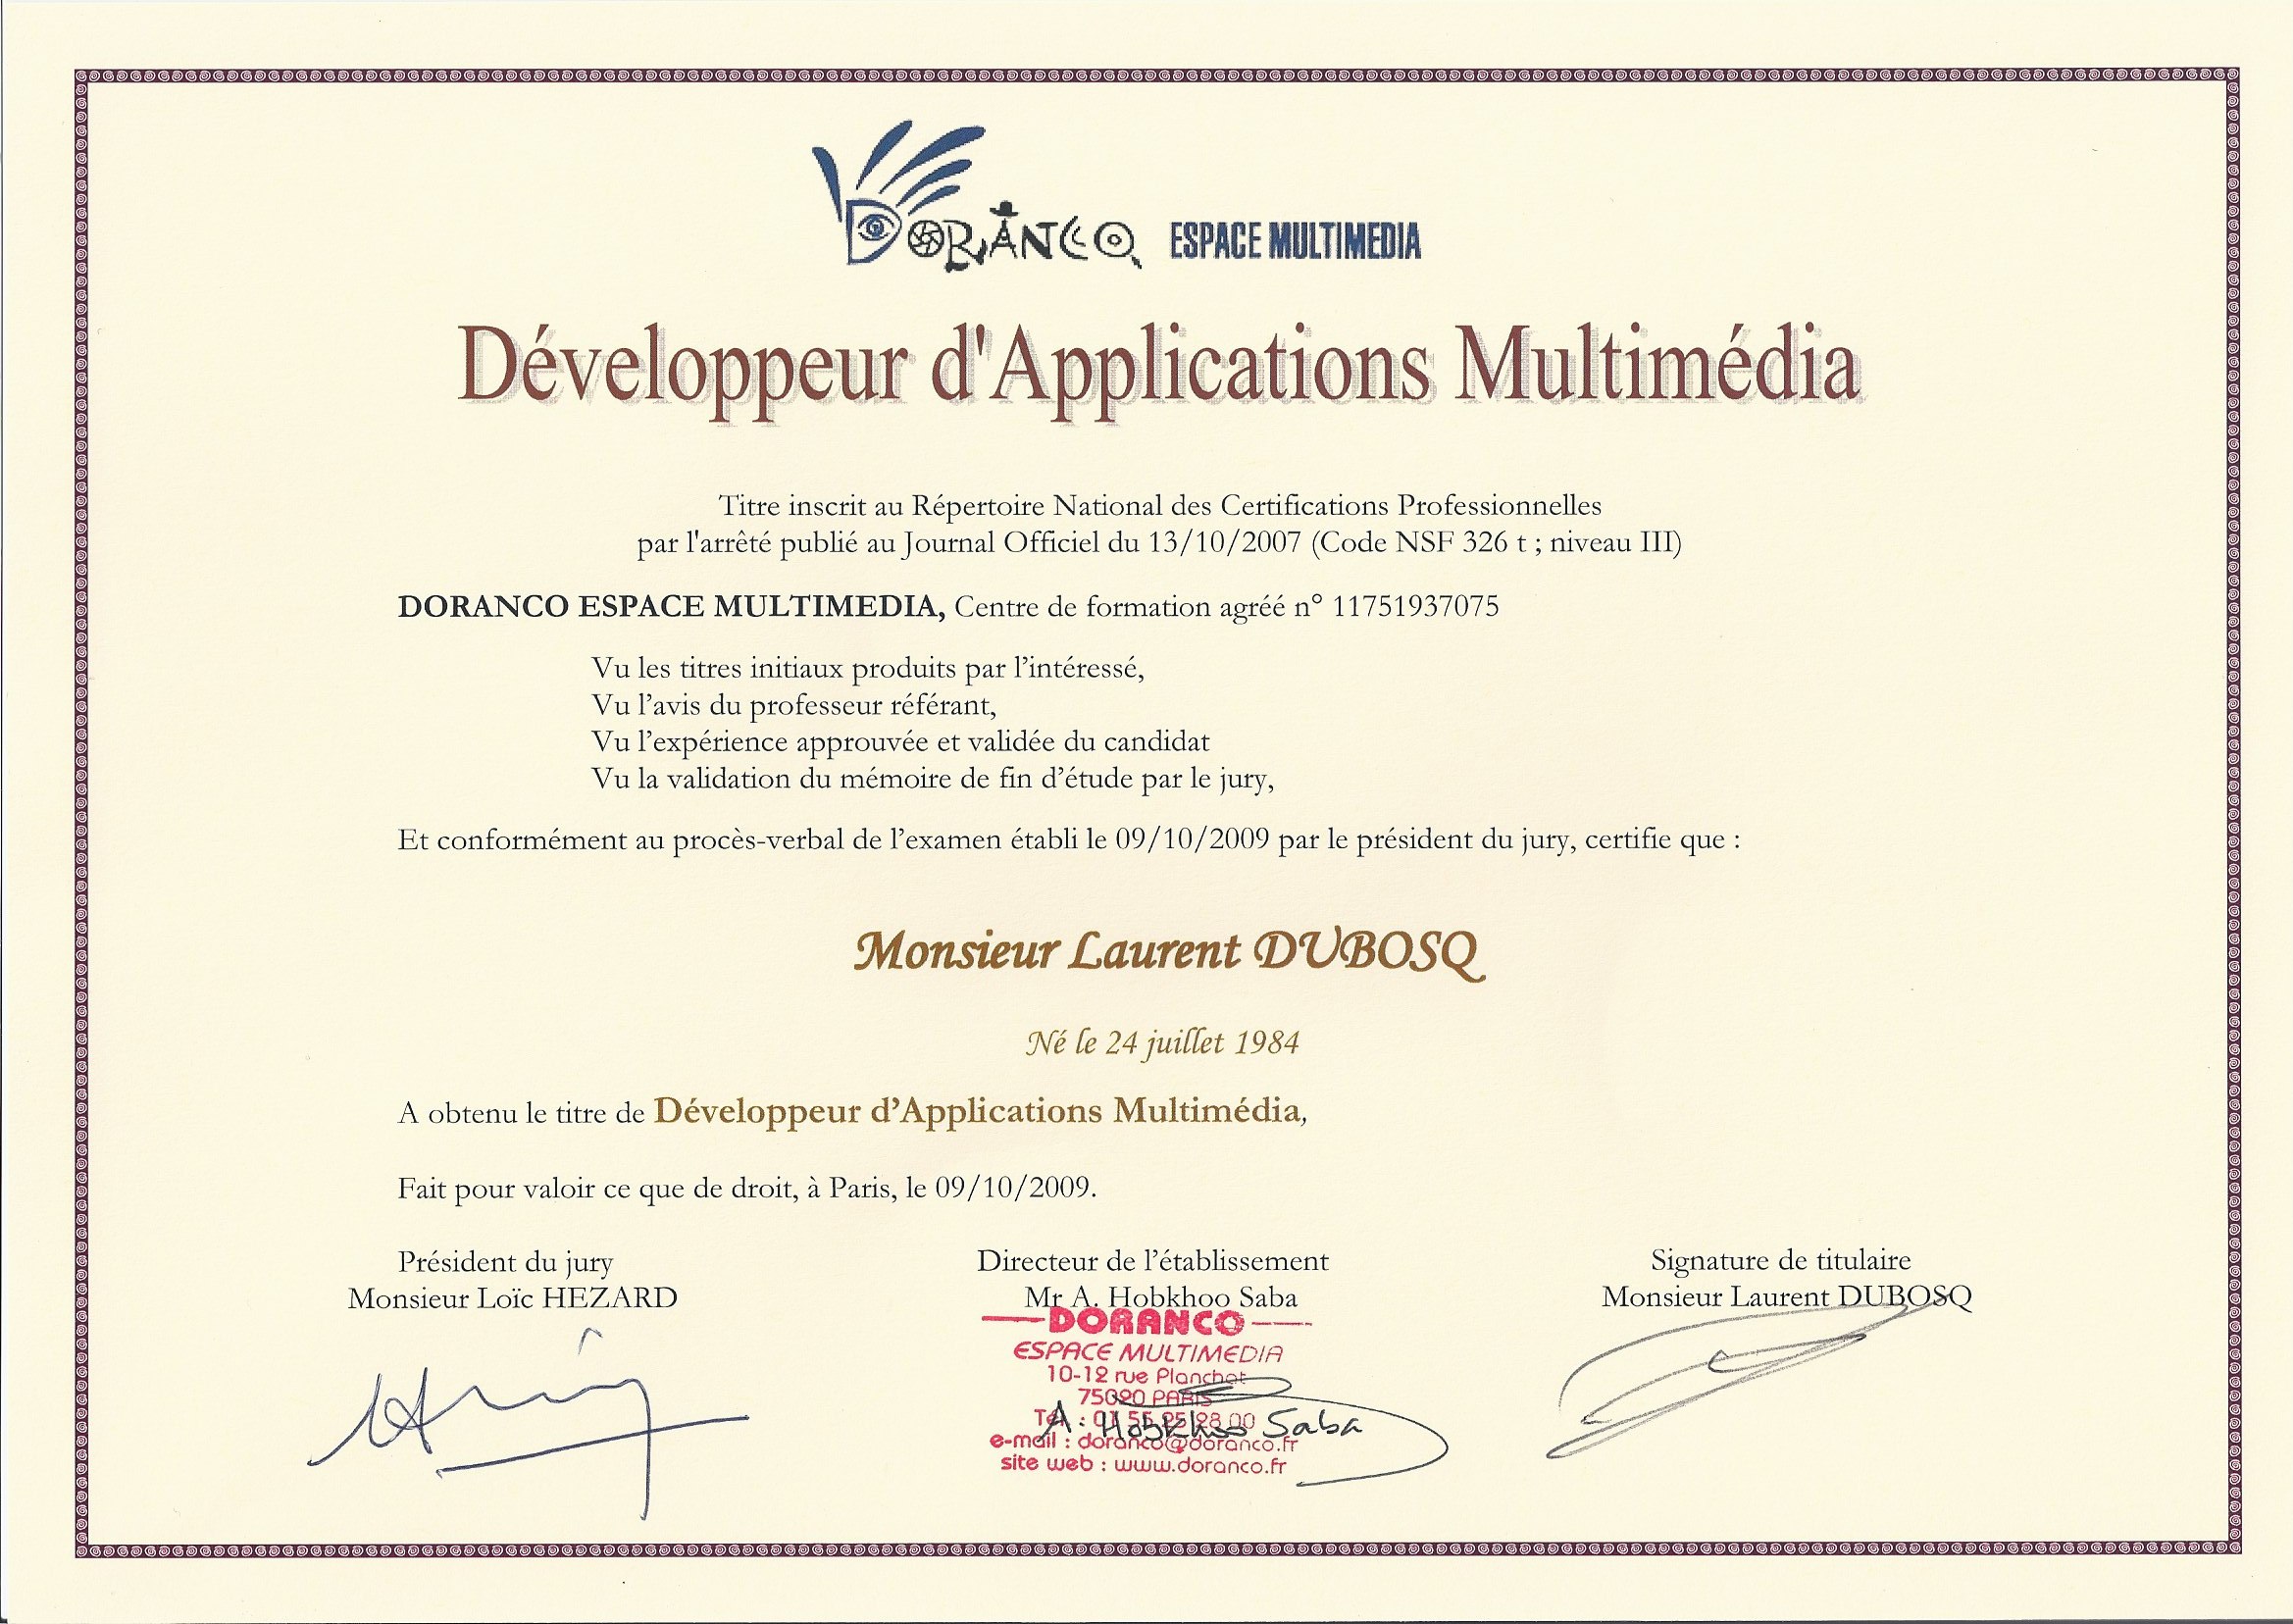 DORANCO ESPACE MULTIMEDIA
Développeur d'Applications Multimédia
Titre inscrit au Répertoire National des Certifications Professionnelles
par l'arrêté publié au Journal Officiel du 13/10/2007 (Code NSF 326 t ; niveau III)
DORANCO ESPACE MULTIMEDIA, Centre de formation agréé n° 11751937075
Vu les titres initiaux produits par l’intéressé,
Vu l’avis du professeur référant,
Vu l’expérience approuvée et validée du candidat
Vu la validation du mémoire de fin d’étude par le jury,
Et conformément au procès-verbal de l’examen établi le 09/10/2009 par le président du jury, certifie que :
Monsieur Laurent DUBOSQ
Né le 24 juillet 1984
A obtenu le titre de Développeur d’Applications Multimédia,
Fait pour valoir ce que de droit, à Paris, le 09/10/2009.
Président du jury
Monsieur Loïc HEZARD
Directeur de l’établissement
Mr A. Hobkhoo Saba
DORANCO
ESPACE MULTIMEDIA
10-12 rue Planchat
75020 PARIS
Tél : 01 55 25 28 00
A. Hobkhoo Saba
e-mail : doranco@doranco.fr
site web : www.doranco.fr
Signature de titulaire
Monsieur Laurent DUBOSQ